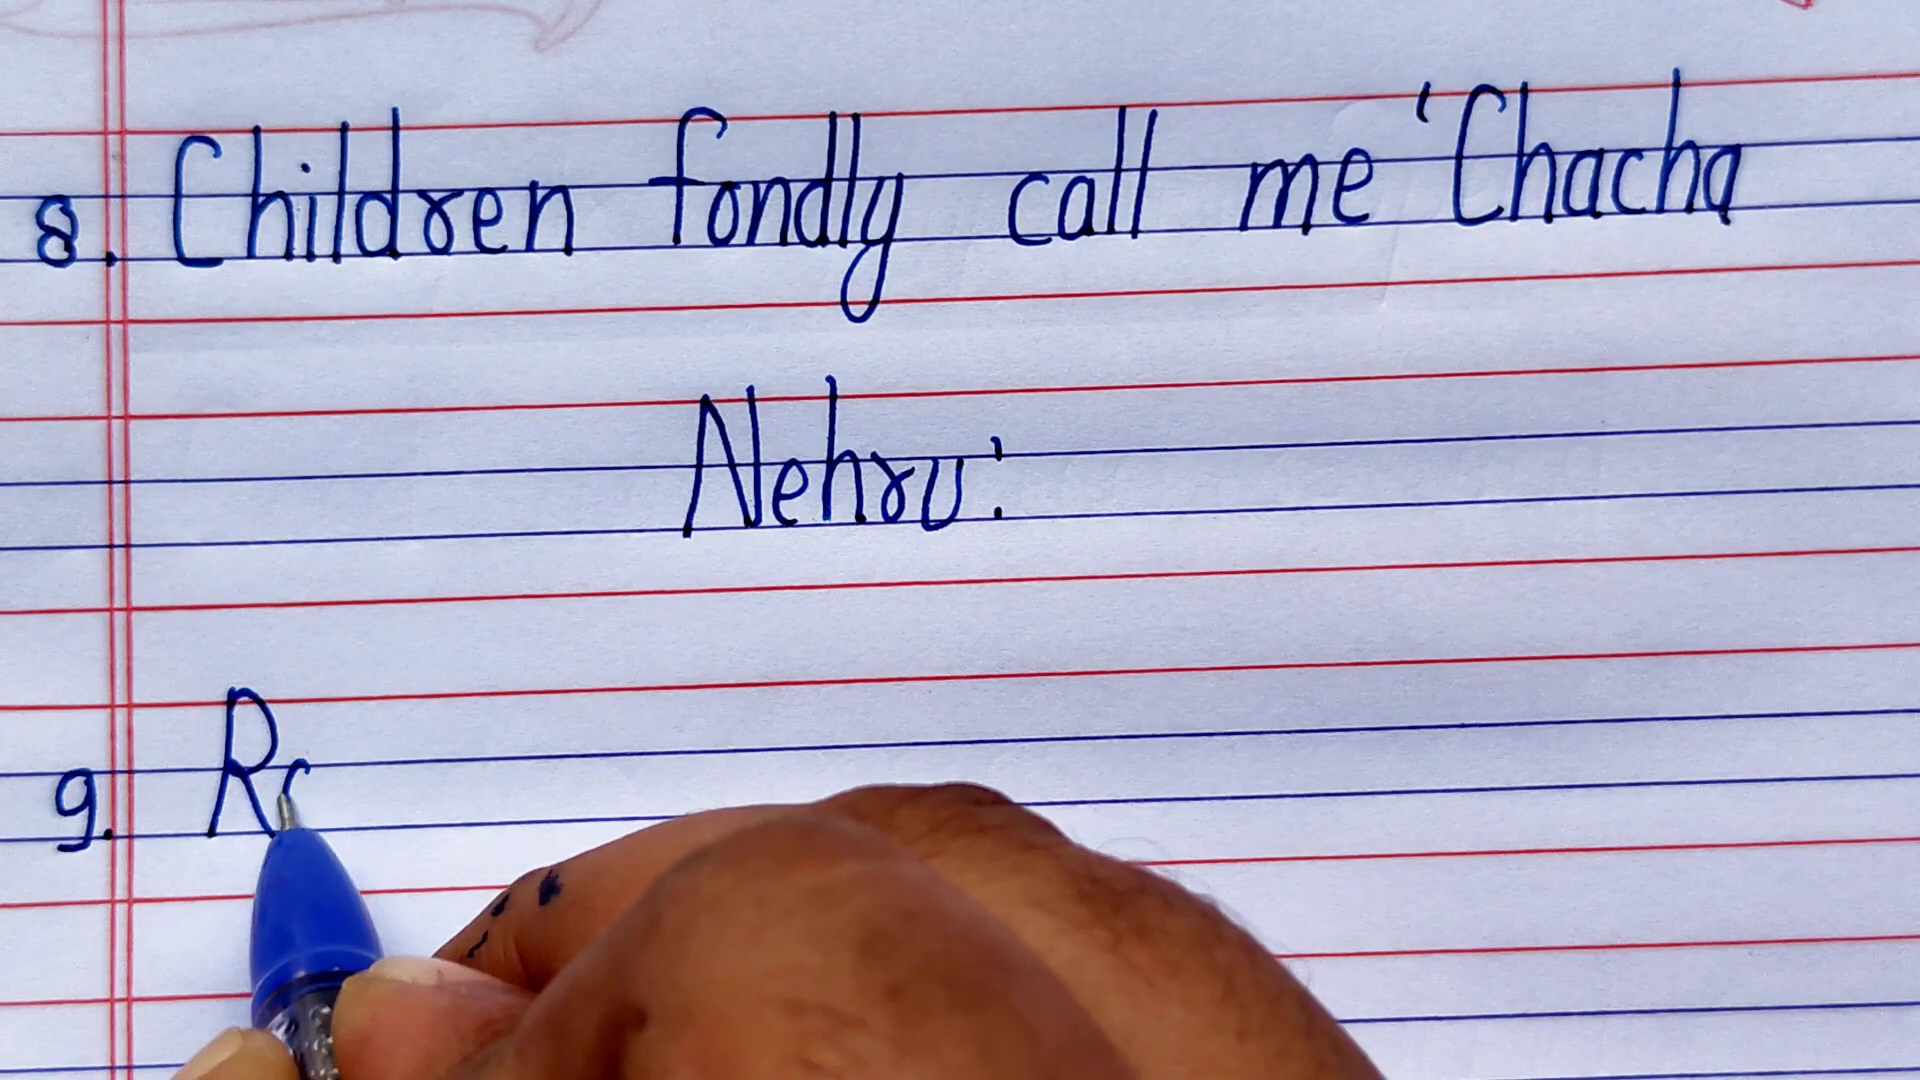 8. Children fondly call me 'Chacha
Nehru'.
9. R